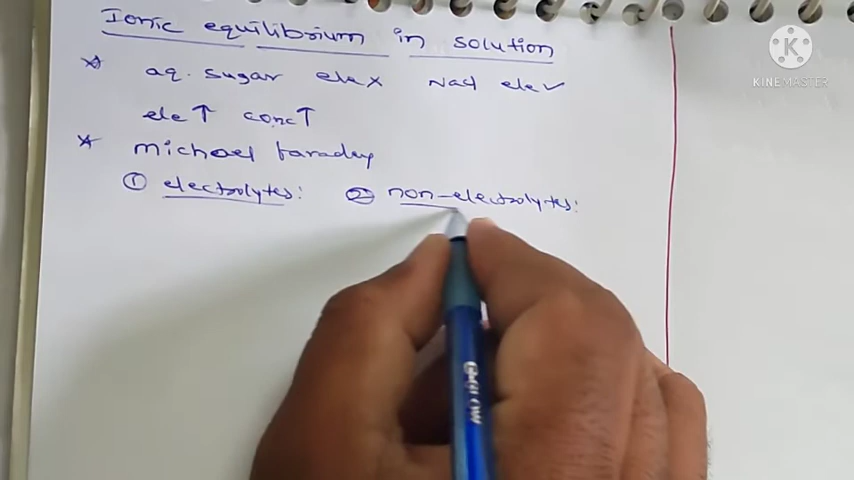 Ionic equilibrium in solution
* aq. sugar ele x Nacl ele ✓
ele ↑ conc ↑
* michael faraday
① electrolytes: ② non-electrolytes:
KINEMASTER
GLOW